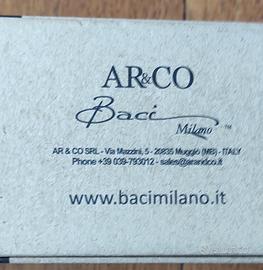 AR&CO
Baci
Milano™
AR & CO SRL - Via Mazzini, 5 - 20835 Muggiò (MB) - ITALY
Phone +39 039-793012 - sales@arandco.it
www.bacimilano.it